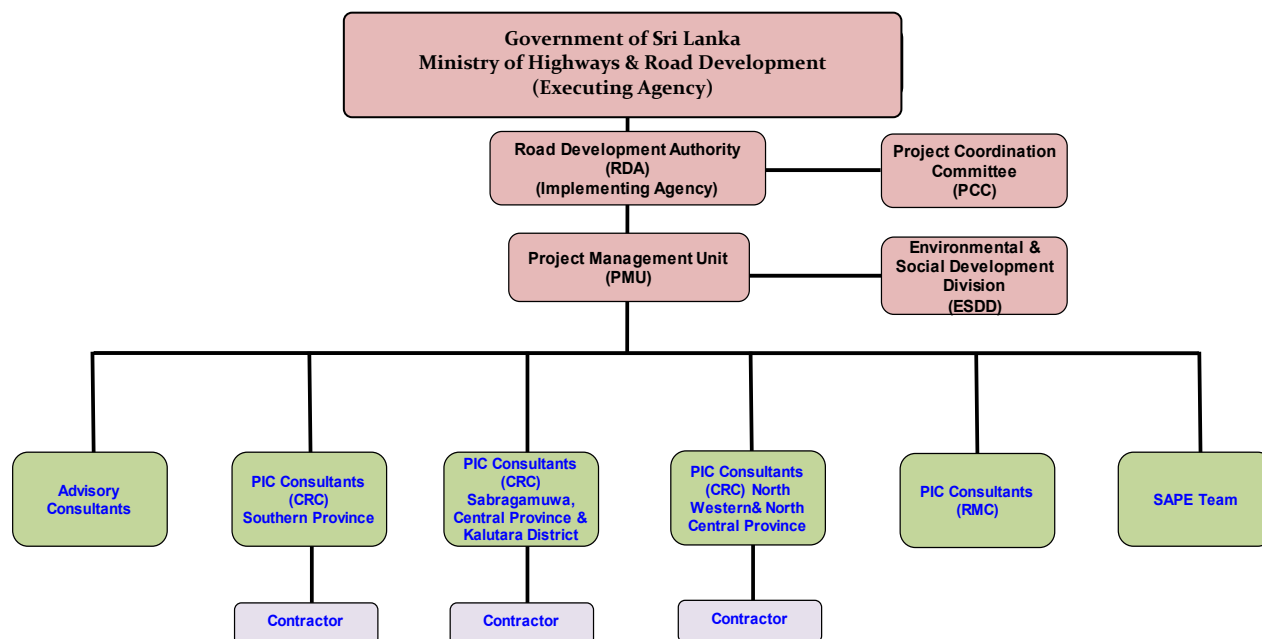 Government of Sri Lanka
Ministry of Highways & Road Development
(Executing Agency)
Road Development Authority
(RDA)
(Implementing Agency)
Project Coordination
Committee
(PCC)
Project Management Unit
(PMU)
Environmental &
Social Development
Division
(ESDD)
Advisory
Consultants
PIC Consultants
(CRC)
Southern Province
PIC Consultants
(CRC)
Sabragamuwa,
Central Province &
Kalutara District
PIC Consultants
(CRC) North
Western& North
Central Province
PIC Consultants
(RMC)
SAPE Team
Contractor
Contractor
Contractor